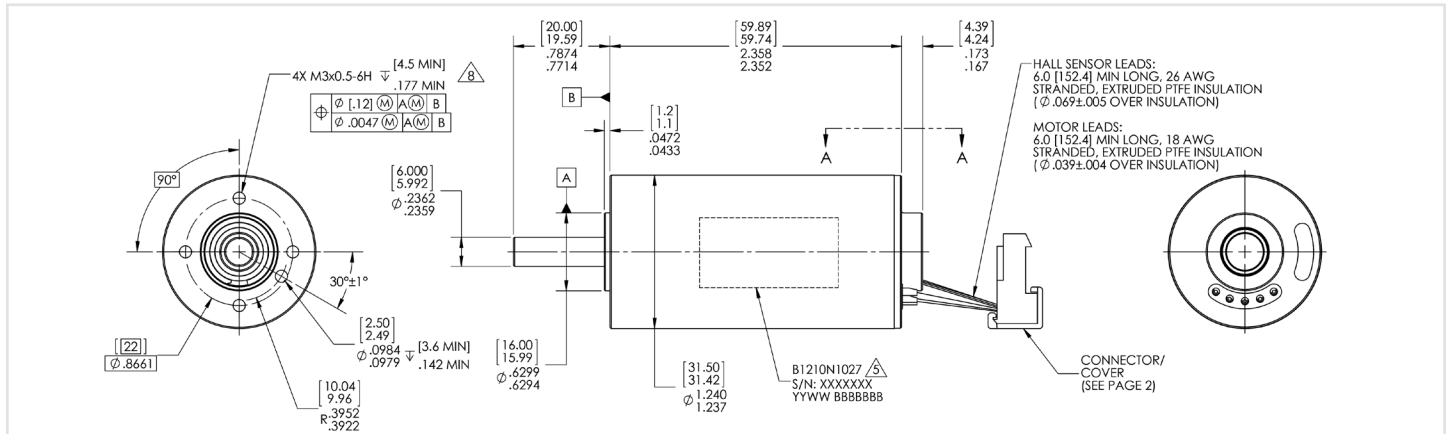 4X M3x0.5-6H ↧ [4.5 MIN]
.177 MIN
8
⌖ ∅ [.12] Ⓜ A Ⓜ B
∅ .0047 Ⓜ A Ⓜ B
90°
30°±1°
[22]
∅ .8661
[2.50]
[2.49]
∅ .0984
.0979
↧ [3.6 MIN]
.142 MIN
[10.04]
[9.96]
R .3952
.3922
[20.00]
[19.59]
.7874
.7714
[59.89]
[59.74]
2.358
2.352
[4.39]
[4.24]
.173
.167
B
[1.2]
[1.1]
.0472
.0433
A
A
A
[6.000]
[5.992]
∅ .2362
.2359
[16.00]
[15.99]
∅ .6299
.6294
[31.50]
[31.42]
∅ 1.240
1.237
B1210N1027 5
S/N: XXXXXXX
YYWW BBBBBBB
HALL SENSOR LEADS:
6.0 [152.4] MIN LONG, 26 AWG
STRANDED, EXTRUDED PTFE INSULATION
(∅.069±.005 OVER INSULATION)
MOTOR LEADS:
6.0 [152.4] MIN LONG, 18 AWG
STRANDED, EXTRUDED PTFE INSULATION
(∅.039±.004 OVER INSULATION)
CONNECTOR/
COVER
(SEE PAGE 2)